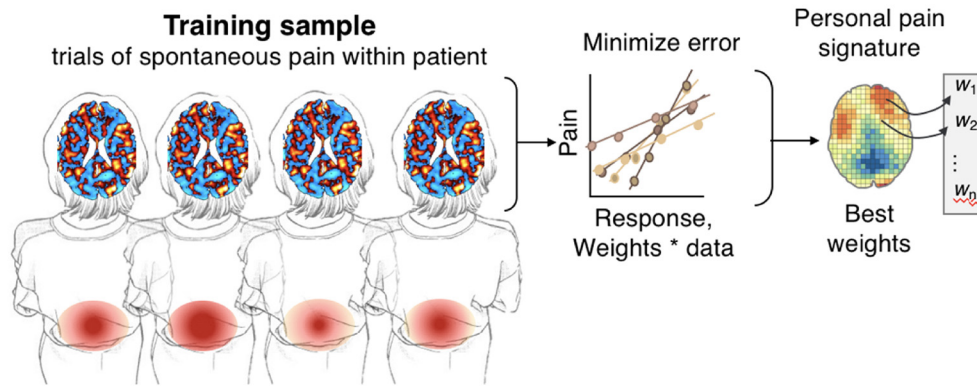 Training sample
trials of spontaneous pain within patient
Minimize error
Pain
Response,
Weights * data
Personal pain
signature
Best
weights
w₁
w₂
⋮
wₙ